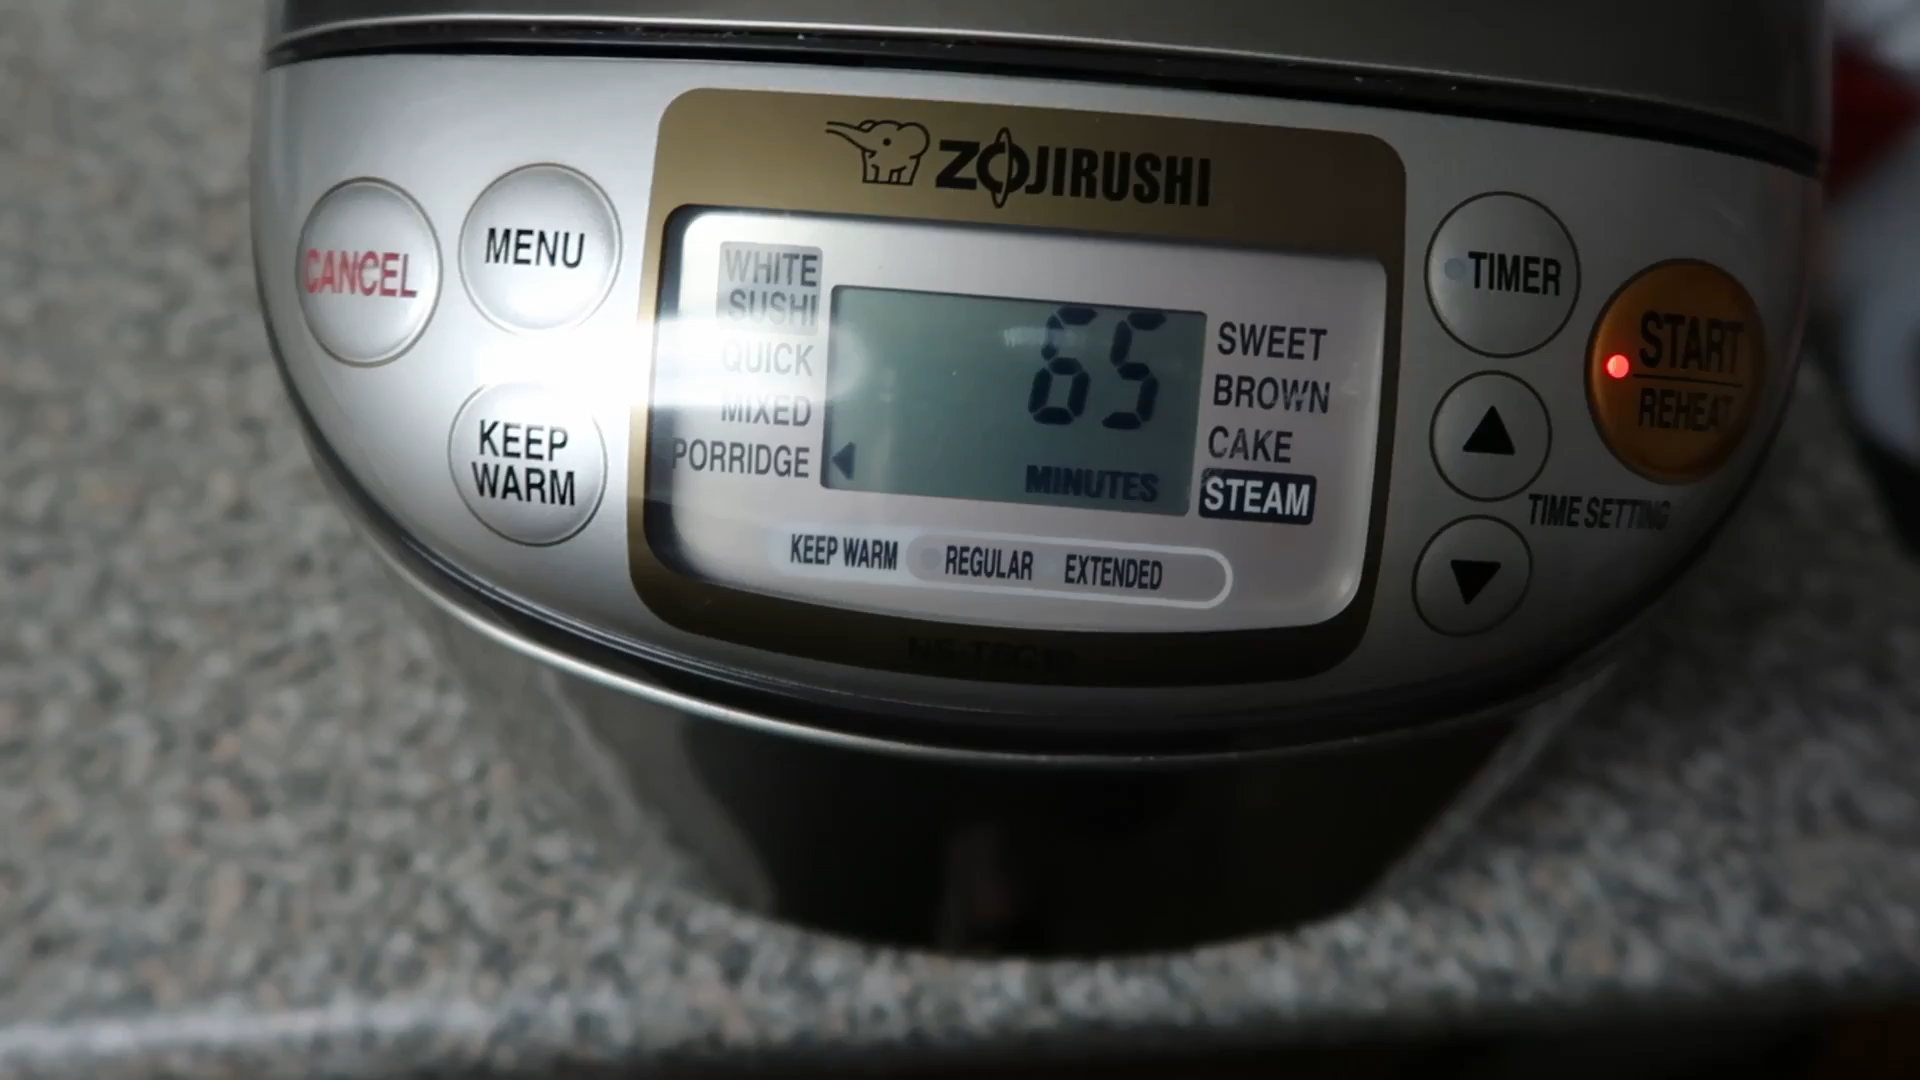 ZOJIRUSHI
CANCEL
MENU
KEEP
WARM
WHITE
SUSHI
QUICK
MIXED
PORRIDGE
65
MINUTES
SWEET
BROWN
CAKE
STEAM
KEEP WARM REGULAR EXTENDED
TIMER
START
REHEAT
TIME SETTING